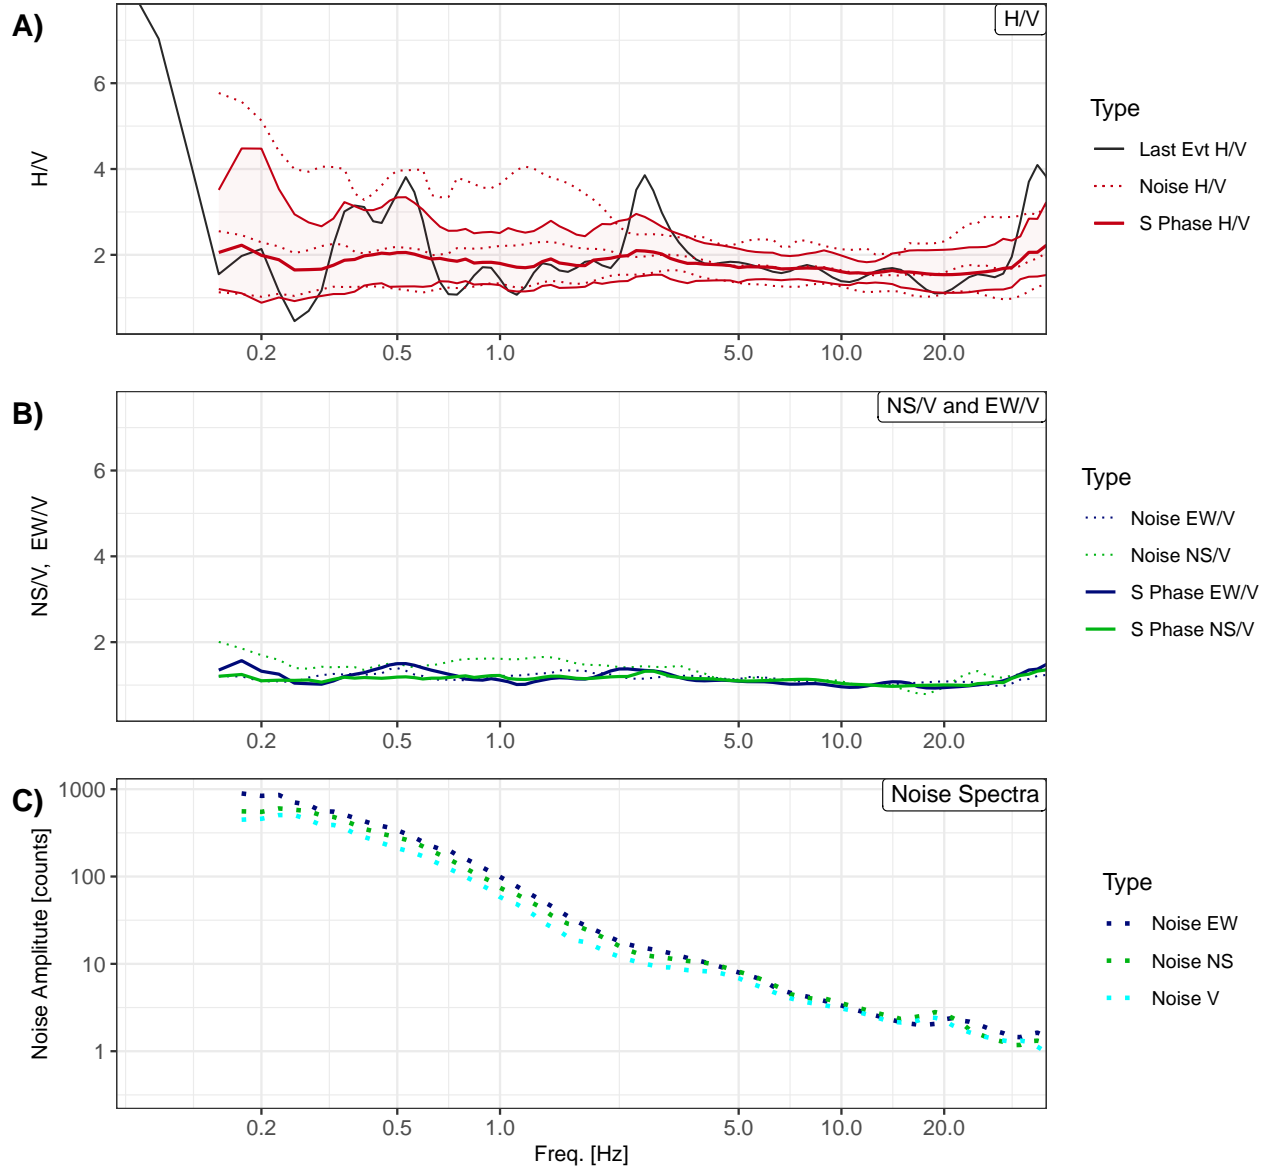 A)
H/V
6
4
2
H/V
0.2 0.5 1.0 5.0 10.0 20.0
Type
Last Evt H/V
Noise H/V
S Phase H/V
B)
NS/V and EW/V
6
4
2
NS/V, EW/V
0.2 0.5 1.0 5.0 10.0 20.0
Type
Noise EW/V
Noise NS/V
S Phase EW/V
S Phase NS/V
C)
Noise Spectra
1000
100
10
1
Noise Amplitute [counts]
0.2 0.5 1.0 5.0 10.0 20.0
Freq. [Hz]
Type
Noise EW
Noise NS
Noise V